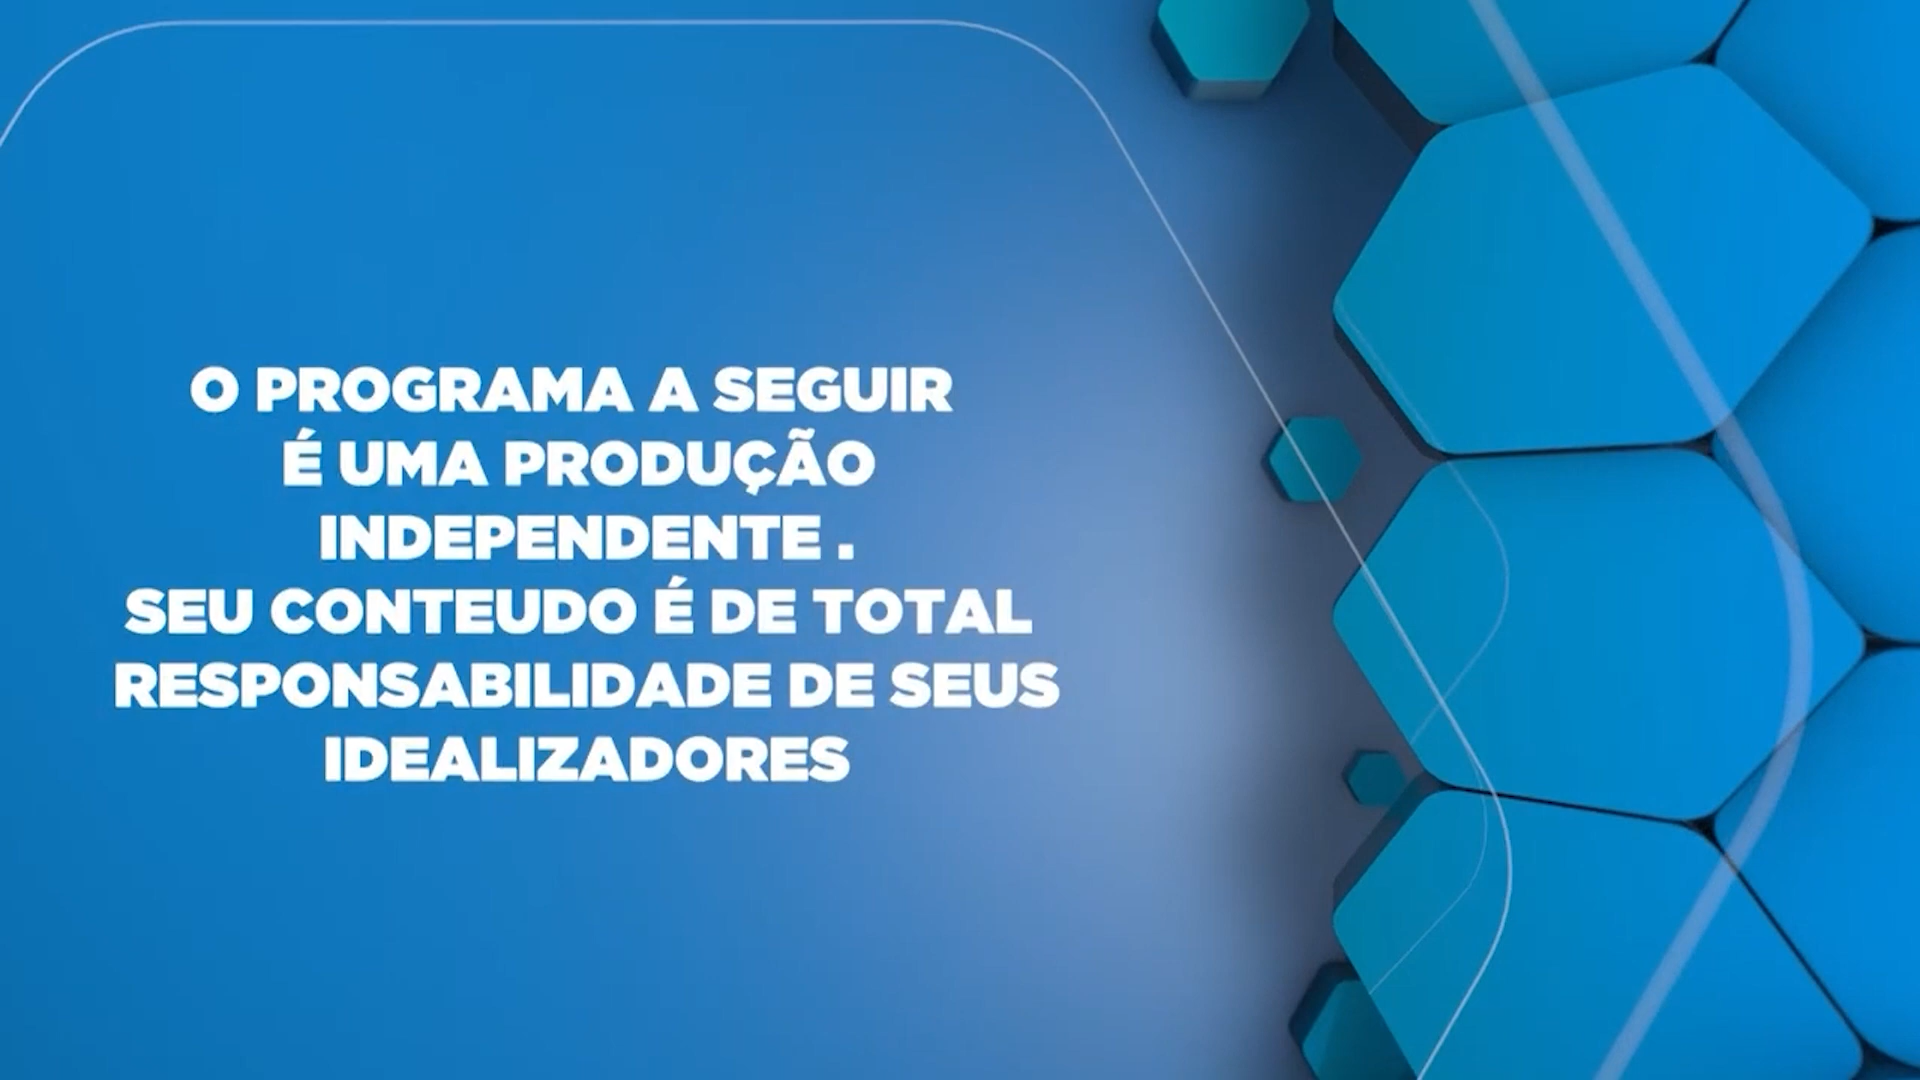 O PROGRAMA A SEGUIR
É UMA PRODUÇÃO
INDEPENDENTE .
SEU CONTEUDO É DE TOTAL
RESPONSABILIDADE DE SEUS
IDEALIZADORES